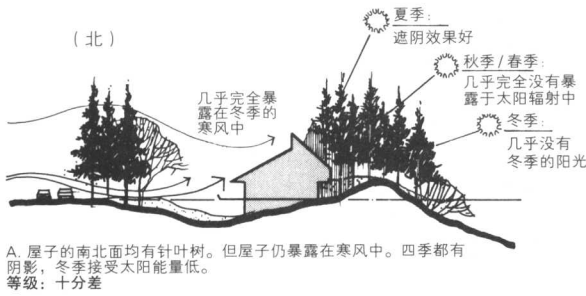 夏季：
遮阴效果好
（北）
秋季/春季：
几乎完全没有暴
露于太阳辐射中
几乎完全暴
露在冬季的
寒风中
冬季：
几乎没有
冬季的阳光
A. 屋子的南北面均有针叶树。但屋子仍暴露在寒风中。四季都有
阴影，冬季接受太阳能量低。
等级：十分差